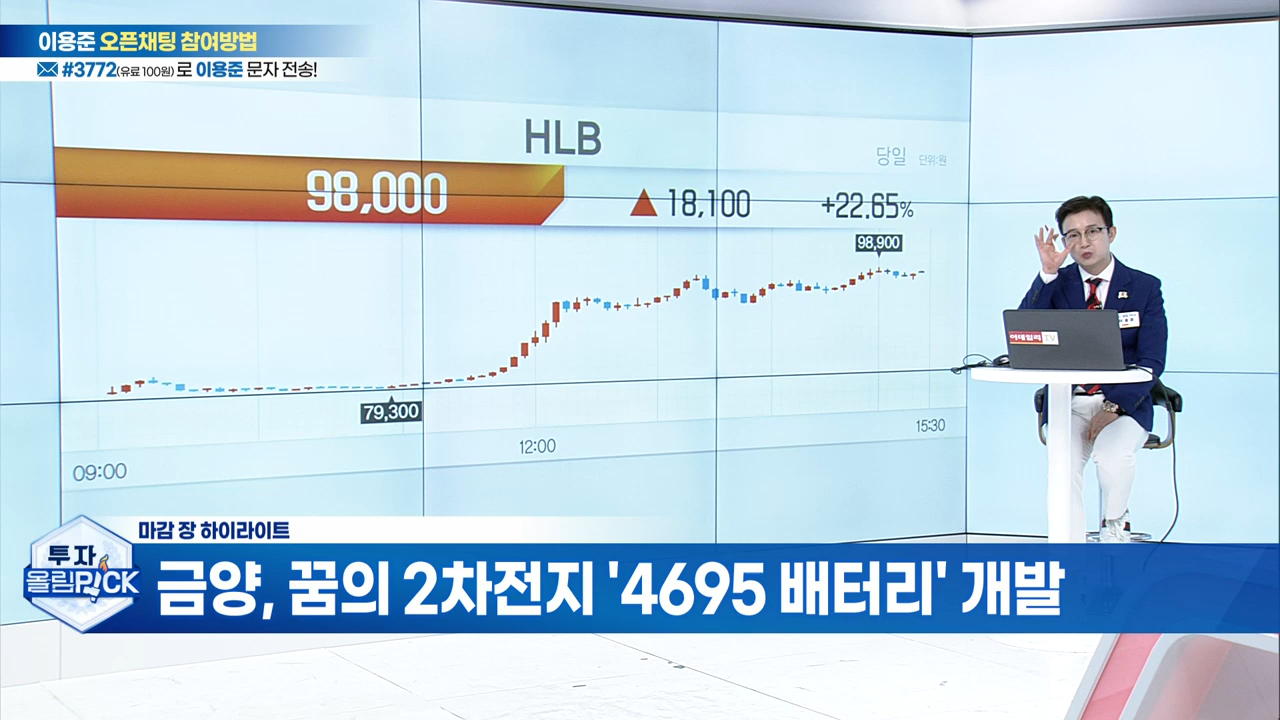 이용준 오픈채팅 참여방법
#3772(유료 100원) 로 이용준 문자 전송!
HLB
당일 단위:원
98,000 ▲ 18,100 +22.65%
98,900
79,300
09:00 12:00 15:30
이데일리 TV
마감 장 하이라이트
투자
올림PICK
금양, 꿈의 2차전지 '4695 배터리' 개발